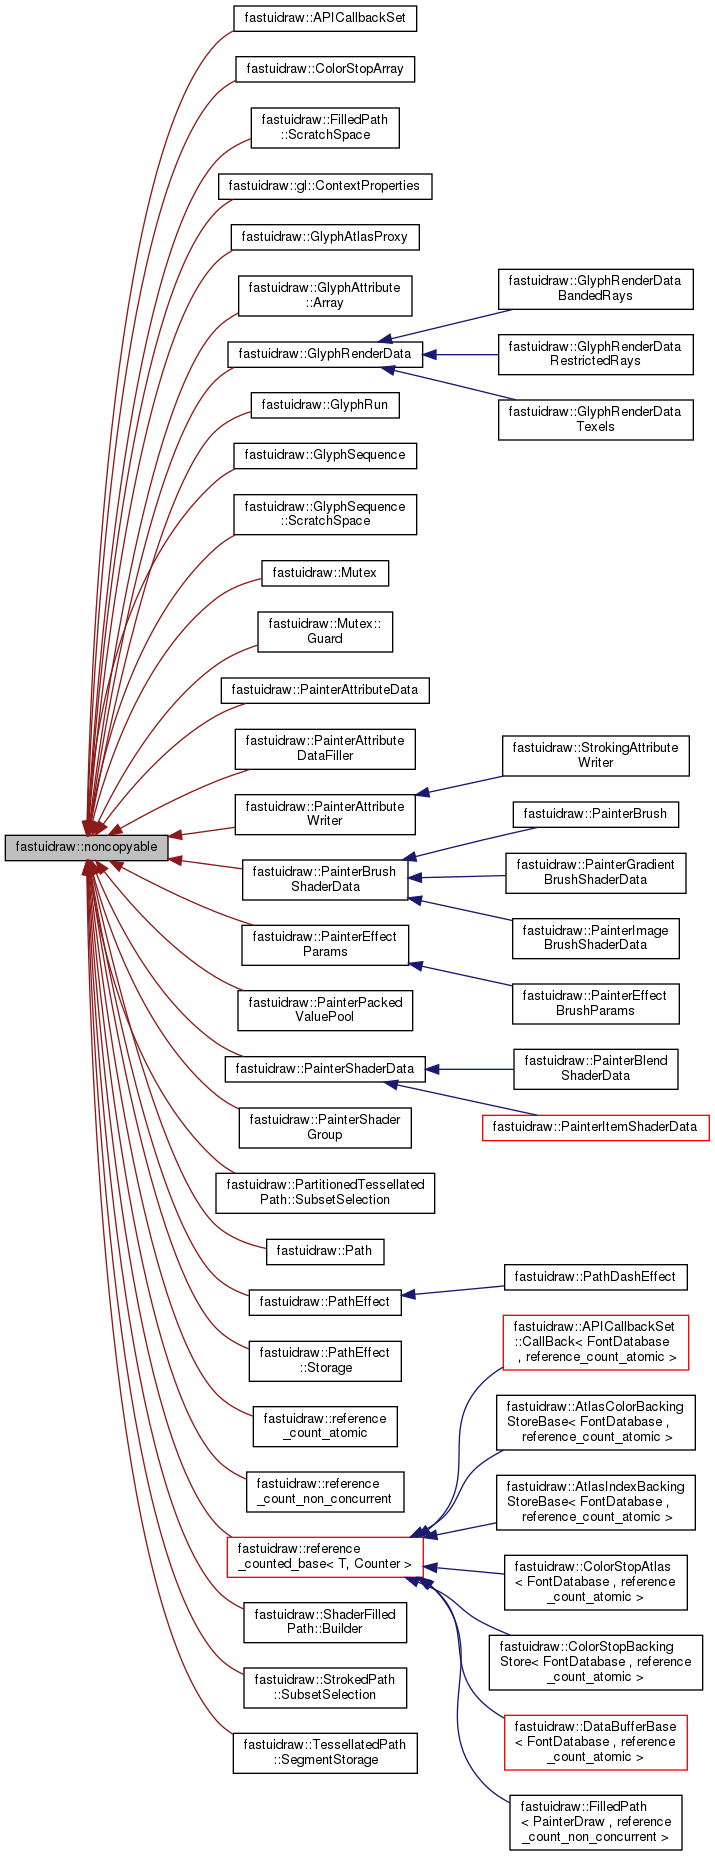 fastuidraw::noncopyable
fastuidraw::APICallbackSet
fastuidraw::ColorStopArray
fastuidraw::FilledPath
::ScratchSpace
fastuidraw::gl::ContextProperties
fastuidraw::GlyphAtlasProxy
fastuidraw::GlyphAttribute
::Array
fastuidraw::GlyphRenderData
fastuidraw::GlyphRenderData
BandedRays
fastuidraw::GlyphRenderData
RestrictedRays
fastuidraw::GlyphRenderData
Texels
fastuidraw::GlyphRun
fastuidraw::GlyphSequence
fastuidraw::GlyphSequence
::ScratchSpace
fastuidraw::Mutex
fastuidraw::Mutex::
Guard
fastuidraw::PainterAttributeData
fastuidraw::PainterAttribute
DataFiller
fastuidraw::PainterAttribute
Writer
fastuidraw::StrokingAttribute
Writer
fastuidraw::PainterBrush
ShaderData
fastuidraw::PainterBrush
fastuidraw::PainterGradient
BrushShaderData
fastuidraw::PainterImage
BrushShaderData
fastuidraw::PainterEffect
Params
fastuidraw::PainterEffect
BrushParams
fastuidraw::PainterPacked
ValuePool
fastuidraw::PainterShaderData
fastuidraw::PainterBlend
ShaderData
fastuidraw::PainterItemShaderData
fastuidraw::PainterShader
Group
fastuidraw::PartitionedTessellated
Path::SubsetSelection
fastuidraw::Path
fastuidraw::PathEffect
fastuidraw::PathDashEffect
fastuidraw::PathEffect
::Storage
fastuidraw::reference
_count_atomic
fastuidraw::reference
_count_non_concurrent
fastuidraw::reference
_counted_base< T, Counter >
fastuidraw::APICallbackSet
::CallBack< FontDatabase
, reference_count_atomic >
fastuidraw::AtlasColorBacking
StoreBase< FontDatabase ,
reference_count_atomic >
fastuidraw::AtlasIndexBacking
StoreBase< FontDatabase ,
reference_count_atomic >
fastuidraw::ColorStopAtlas
< FontDatabase , reference
_count_atomic >
fastuidraw::ColorStopBacking
Store< FontDatabase , reference
_count_atomic >
fastuidraw::DataBufferBase
< FontDatabase , reference
_count_atomic >
fastuidraw::FilledPath
< PainterDraw , reference
_count_non_concurrent >
fastuidraw::ShaderFilled
Path::Builder
fastuidraw::StrokedPath
::SubsetSelection
fastuidraw::TessellatedPath
::SegmentStorage